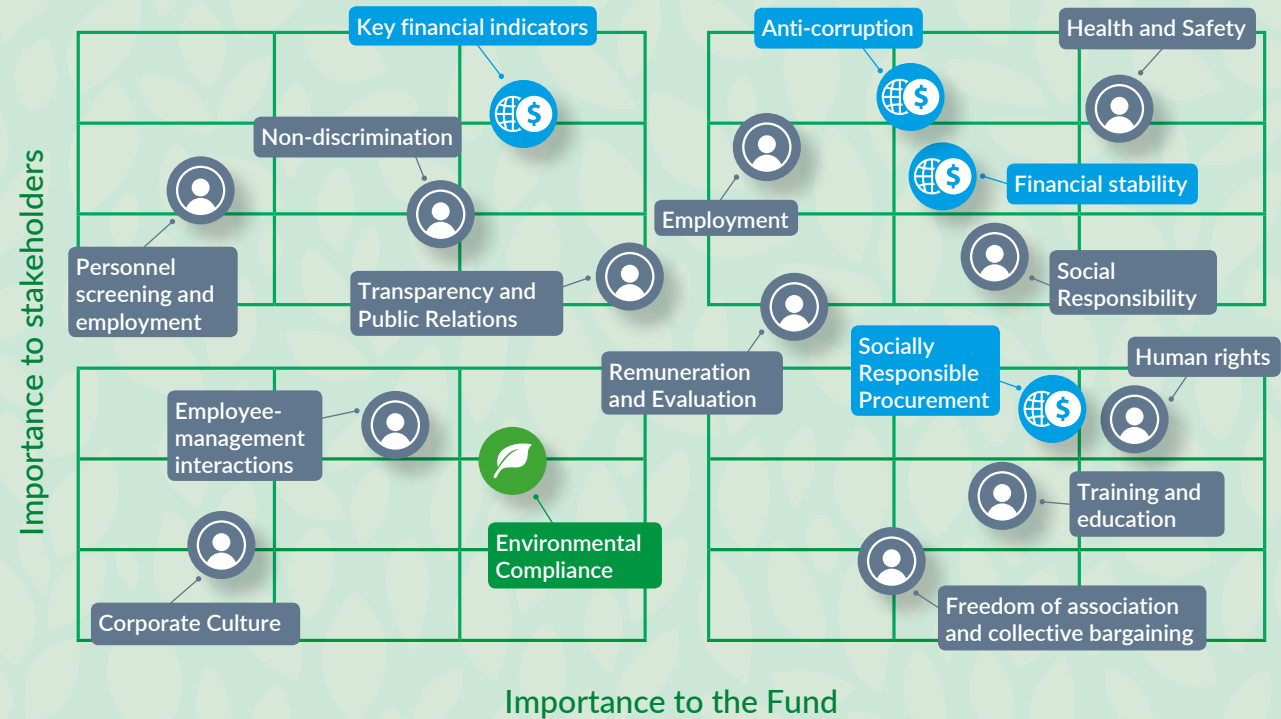 Key financial indicators
Anti-corruption
Health and Safety
Non-discrimination
Financial stability
Employment
Personnel
screening and
employment
Transparency and
Public Relations
Social
Responsibility
Importance to stakeholders
Remuneration
and Evaluation
Socially
Responsible
Procurement
Human rights
Employee-
management
interactions
Training and
education
Environmental
Compliance
Corporate Culture
Freedom of association
and collective bargaining
Importance to the Fund